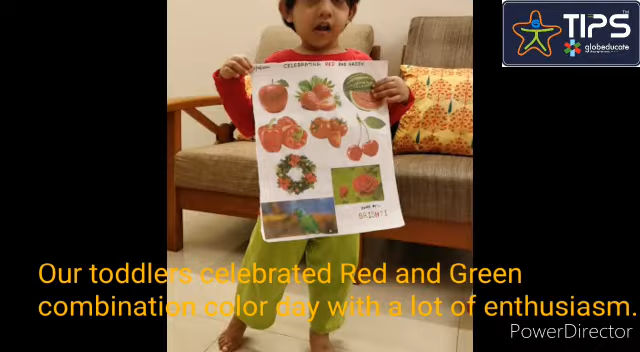 TIPS
globeducate
CELEBRATING RED AND GREEN
BRISHTI
Our toddlers celebrated Red and Green
combination color day with a lot of enthusiasm.
PowerDirector